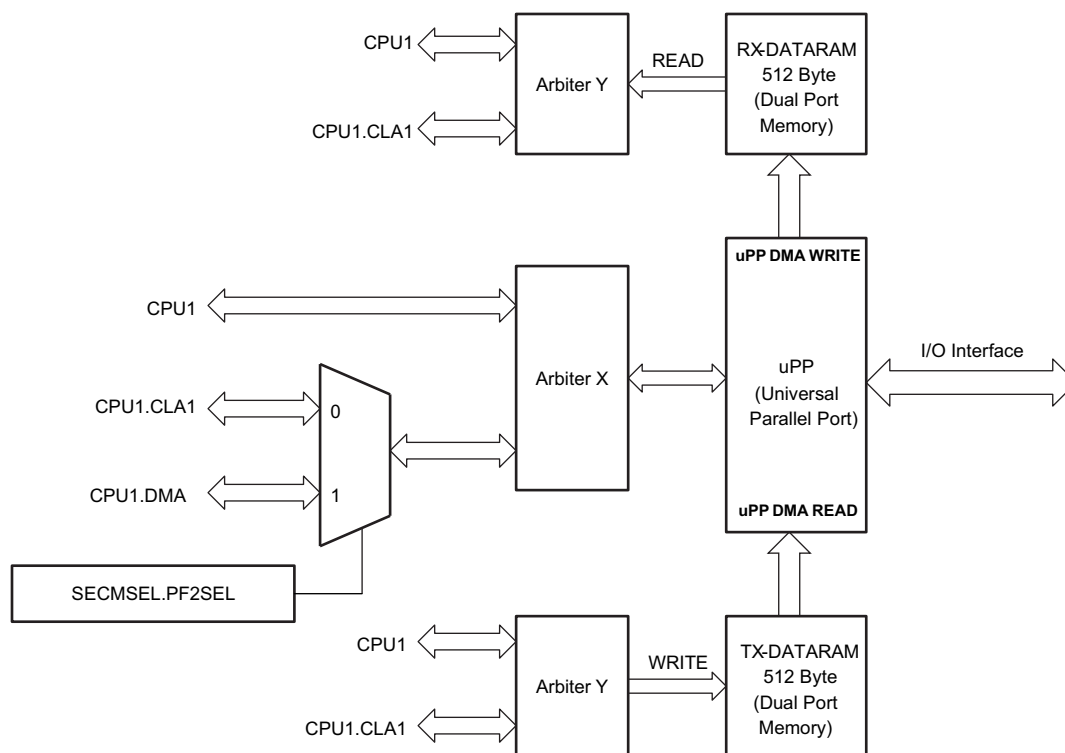 CPU1
CPU1.CLA1
Arbiter Y
READ
RX-DATARAM
512 Byte
(Dual Port
Memory)
CPU1
CPU1.CLA1
0
CPU1.DMA
1
SECMSEL.PF2SEL
Arbiter X
uPP DMA WRITE
uPP
(Universal
Parallel Port)
uPP DMA READ
I/O Interface
CPU1
CPU1.CLA1
Arbiter Y
WRITE
TX-DATARAM
512 Byte
(Dual Port
Memory)